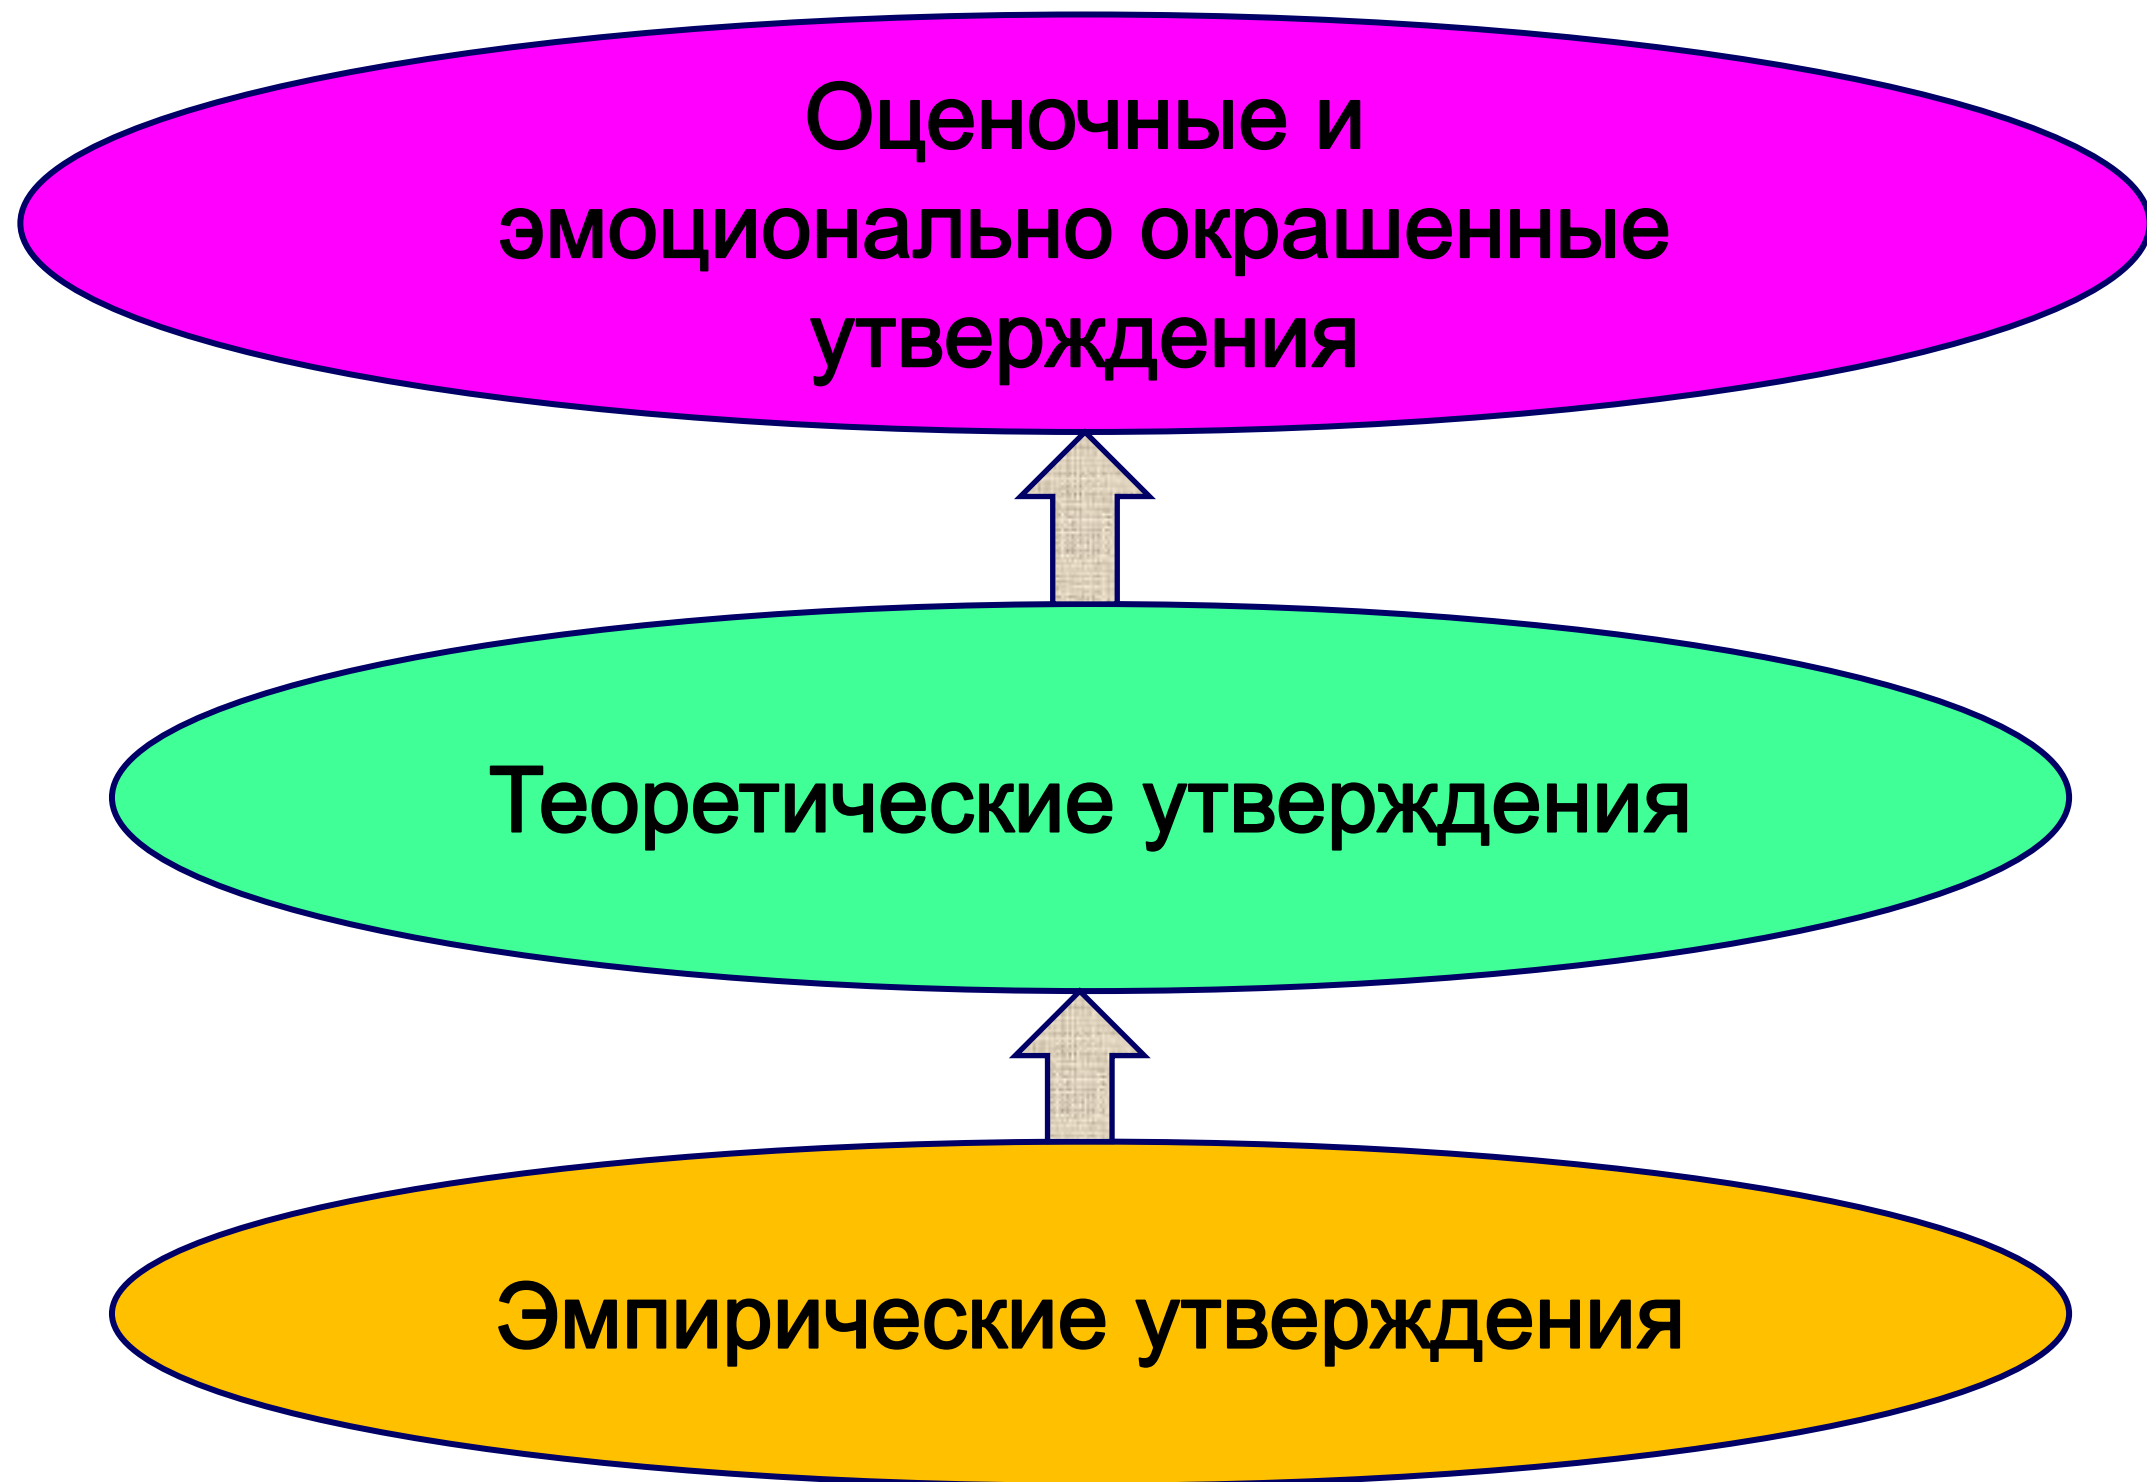 Оценочные и
эмоционально окрашенные
утверждения
Теоретические утверждения
Эмпирические утверждения